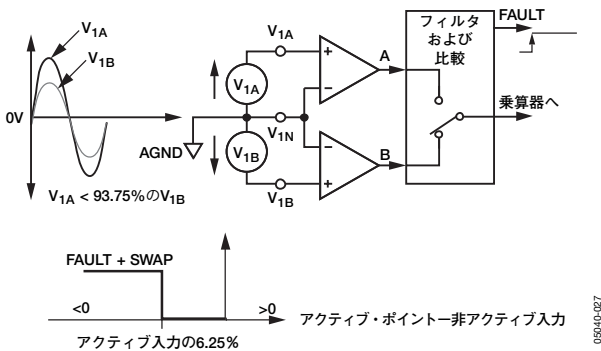 V1A
V1B
0V
V1A < 93.75%のV1B
V1A
V1A
AGND
V1N
V1B
V1B
+
−
−
+
A
B
フィルタ
および
比較
FAULT
乗算器へ
FAULT + SWAP
<0
>0
アクティブ・ポイントー非アクティブ入力
アクティブ入力の6.25%
05040-027